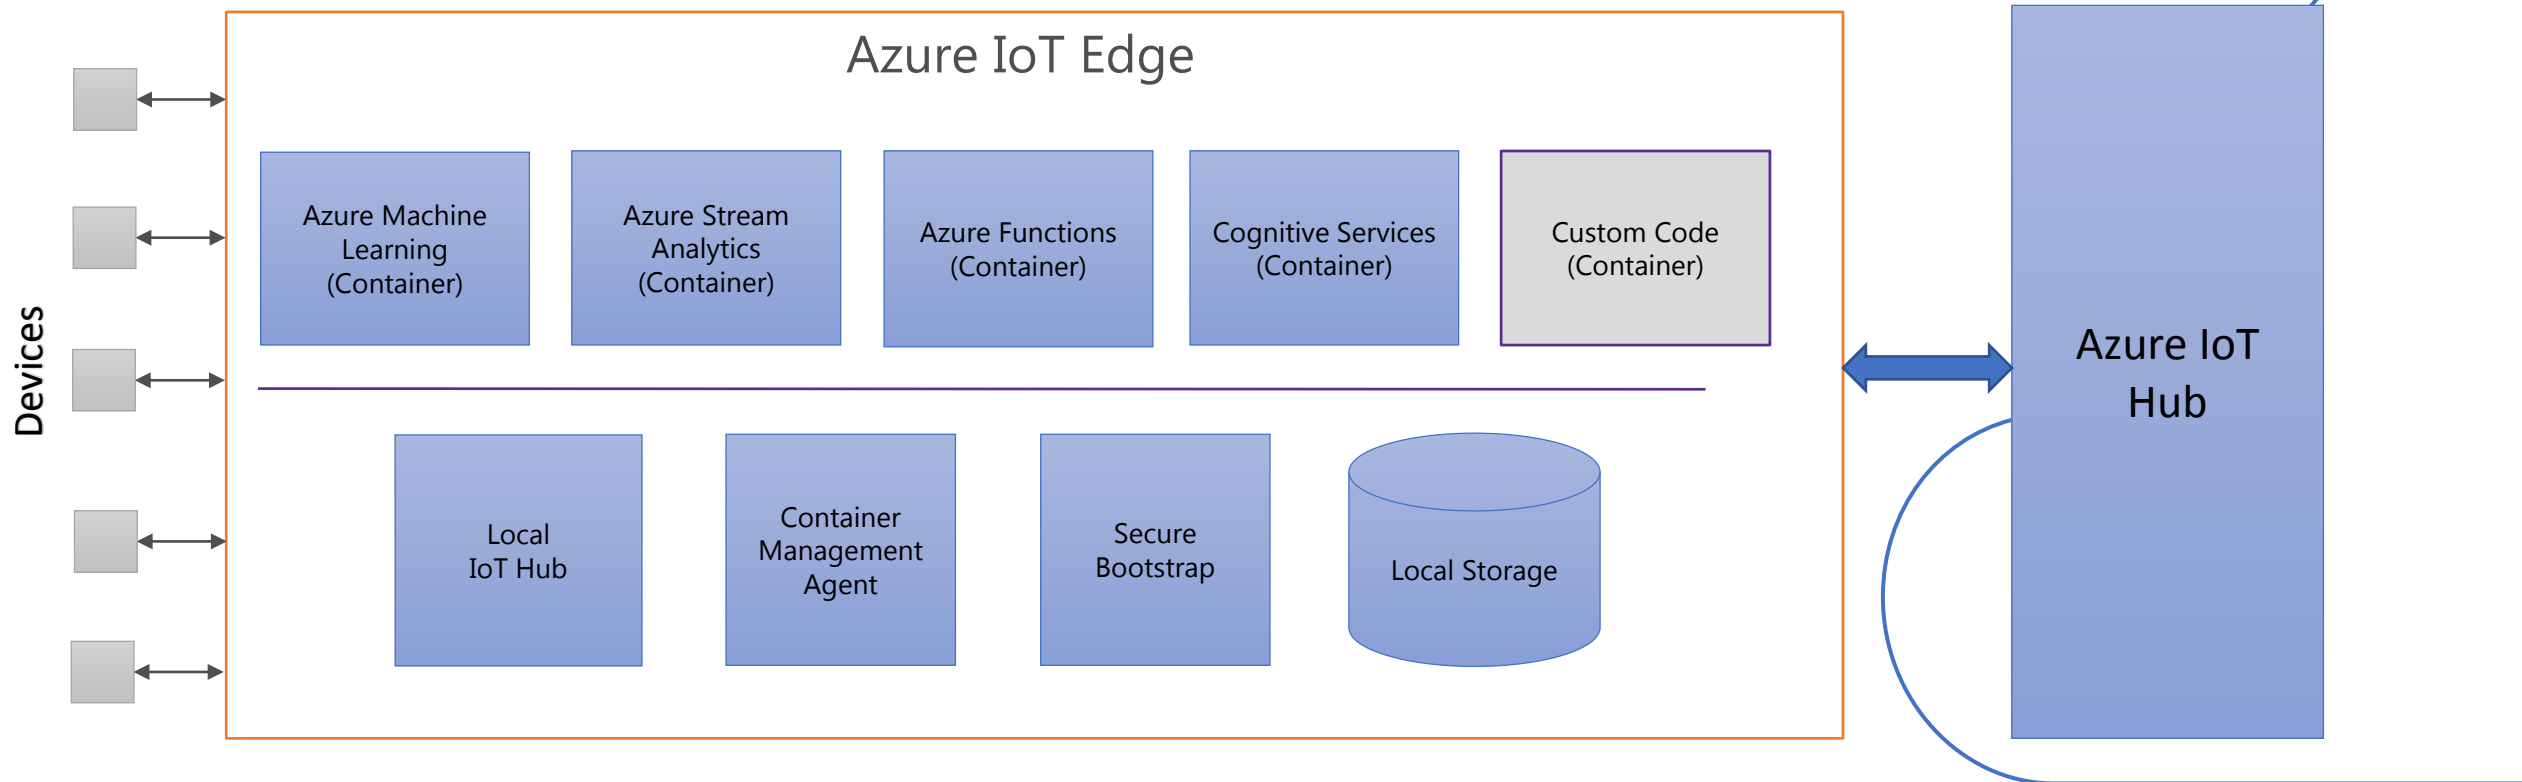 Azure IoT Edge
Devices
Azure Machine
Learning
(Container)
Azure Stream
Analytics
(Container)
Azure Functions
(Container)
Cognitive Services
(Container)
Custom Code
(Container)
Local
IoT Hub
Container
Management
Agent
Secure
Bootstrap
Local Storage
Azure IoT
Hub